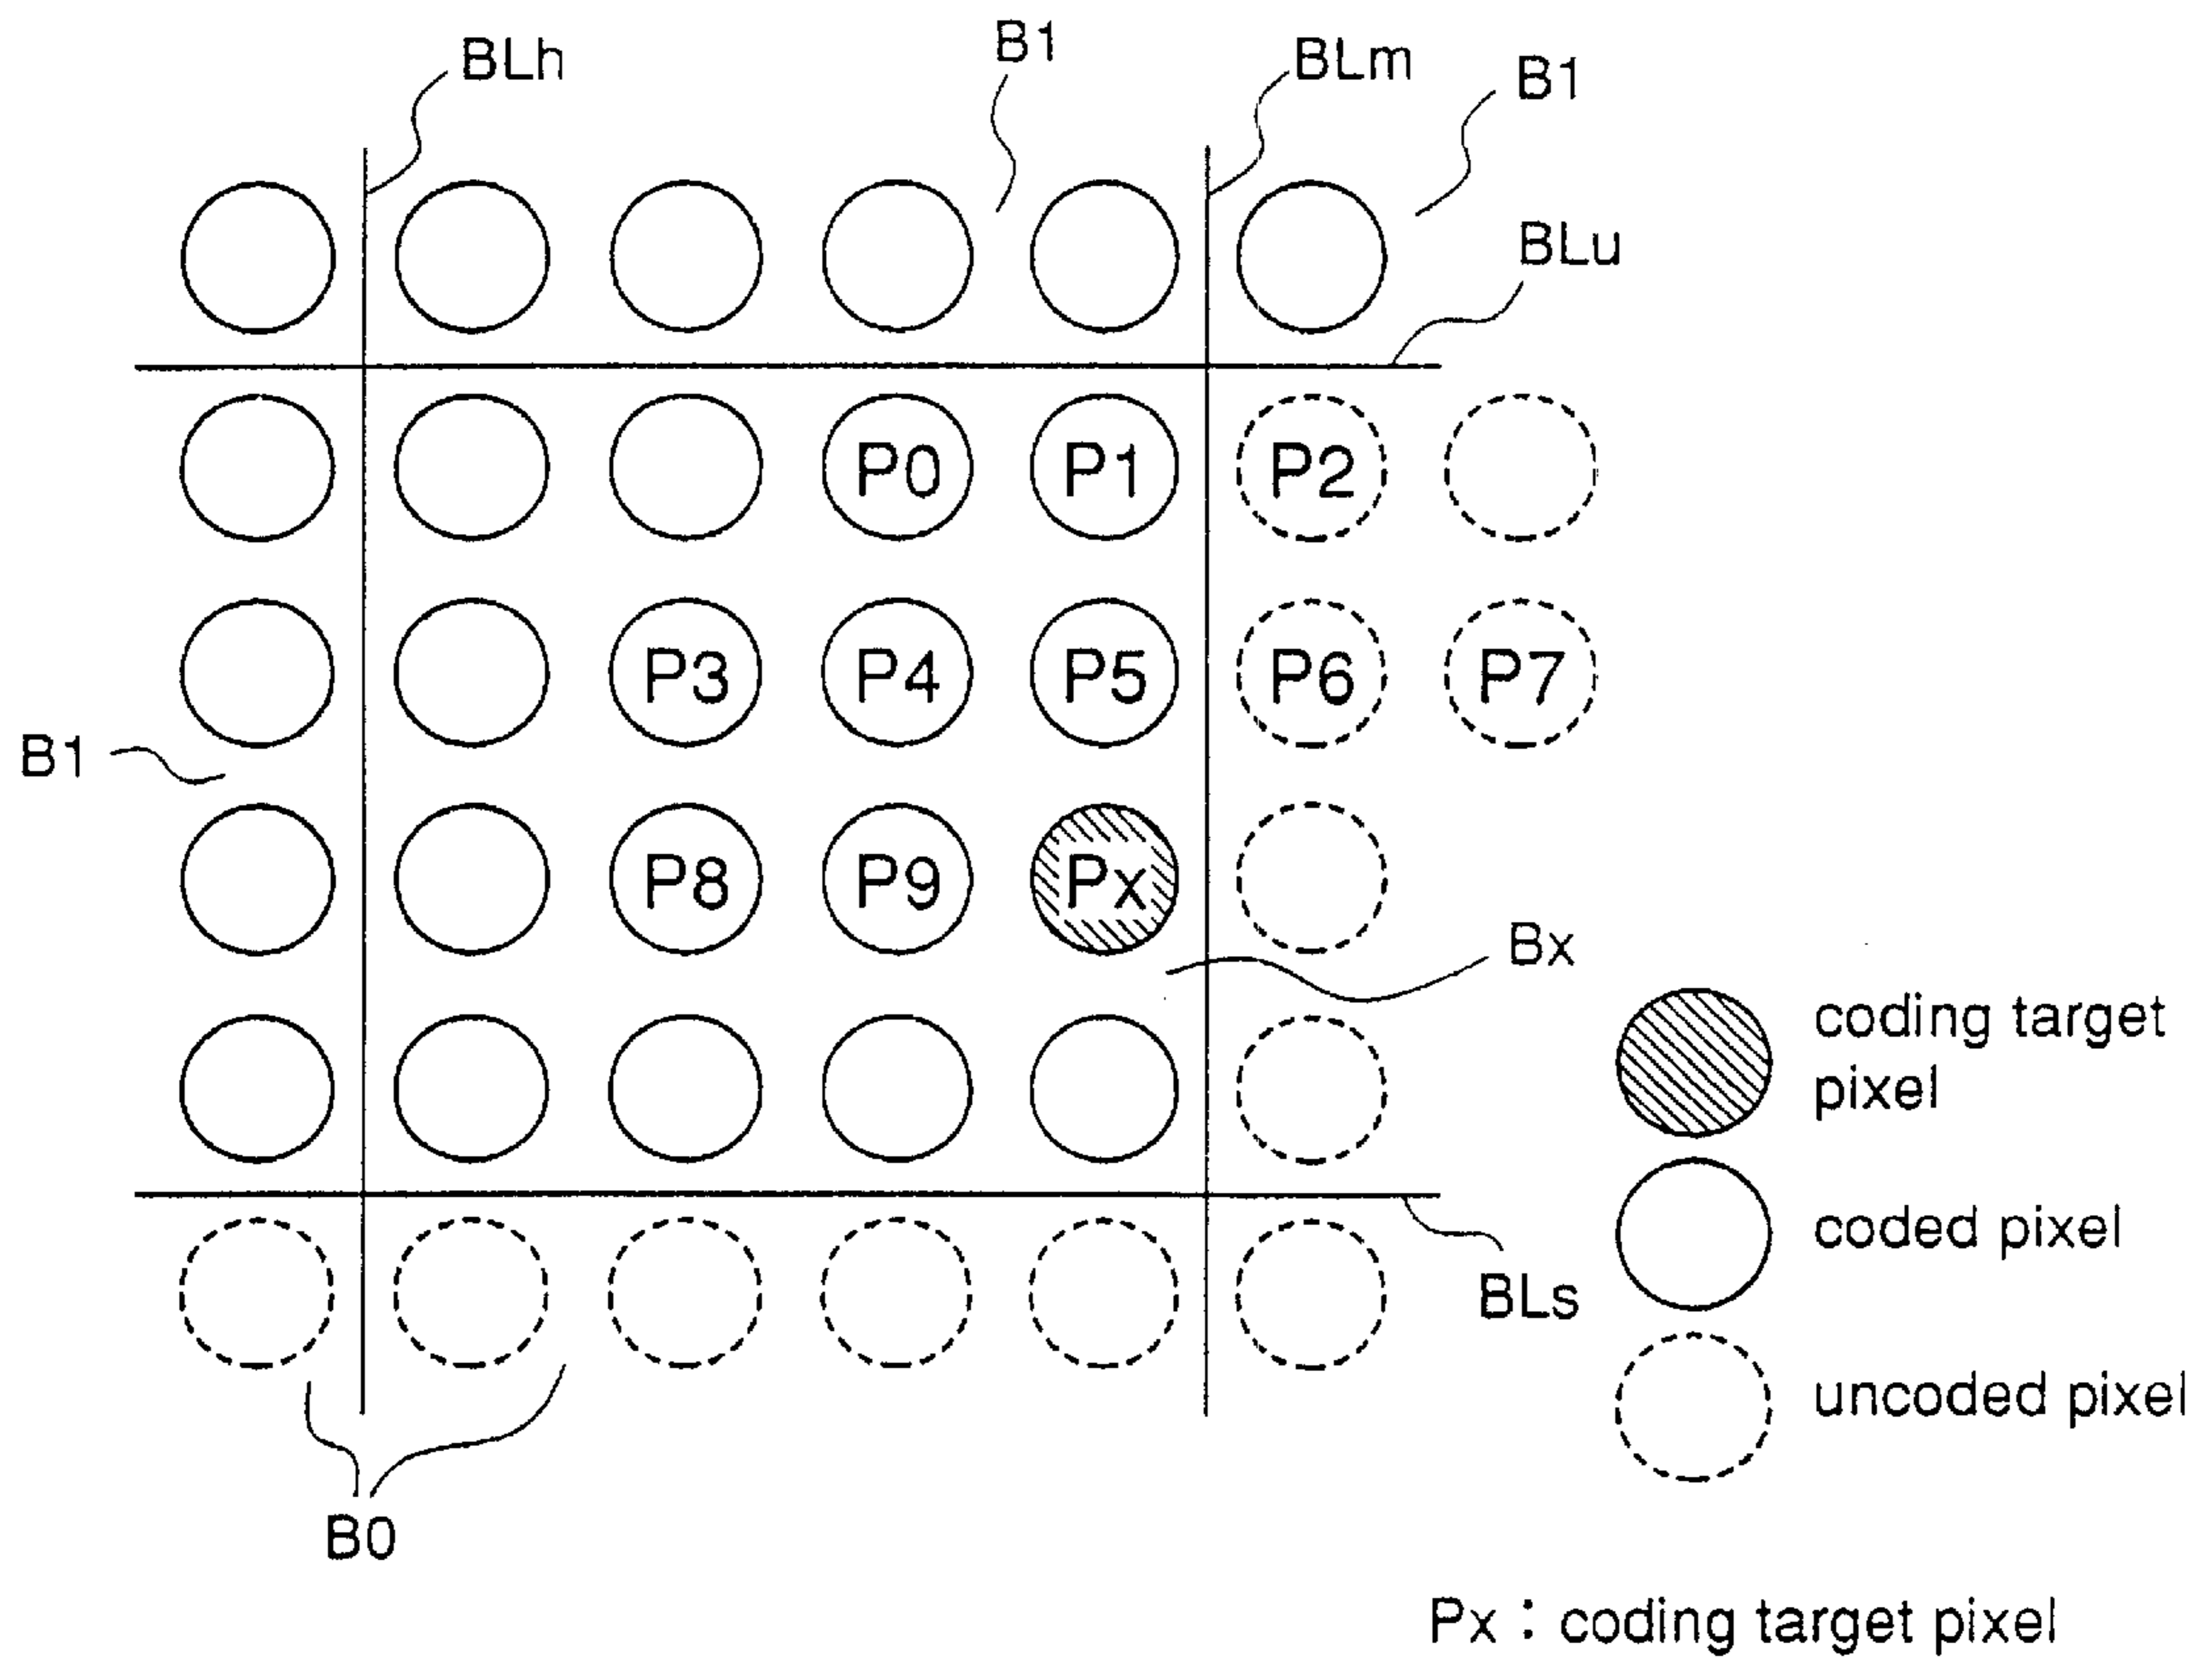 B1
BLh
BLm
B1
BLu
P0 P1 P2
P3 P4 P5 P6 P7
B1
P8 P9 Px
Bx
coding target
pixel
coded pixel
BLs
uncoded pixel
B0
Px : coding target pixel